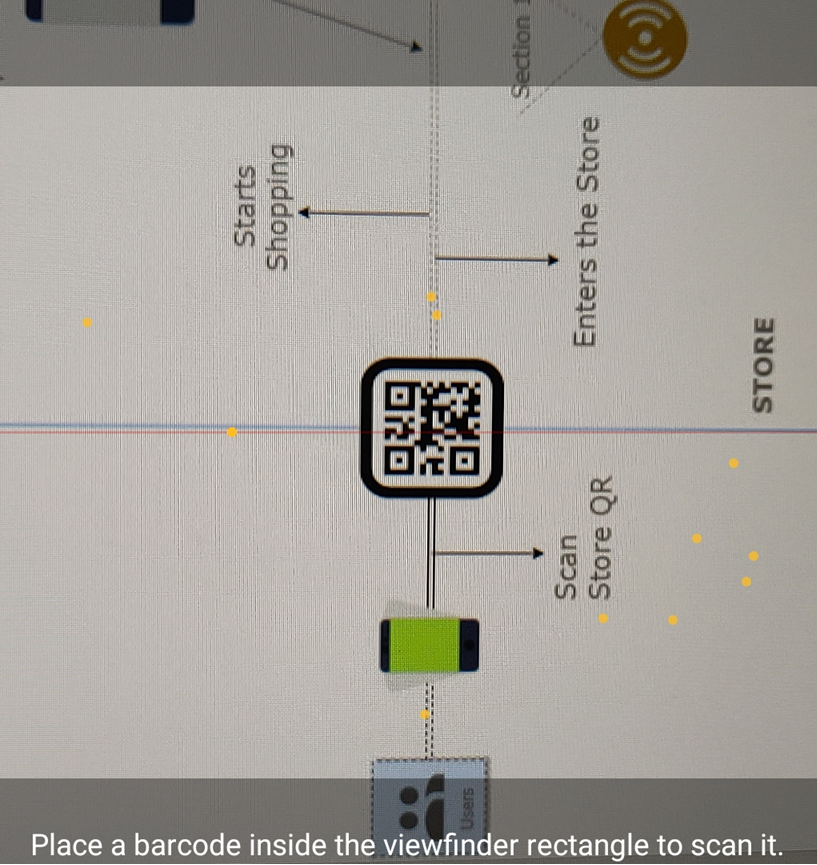 Section 1
Starts
Shopping
Enters the Store
STORE
Scan
Store QR
Users
Place a barcode inside the viewfinder rectangle to scan it.